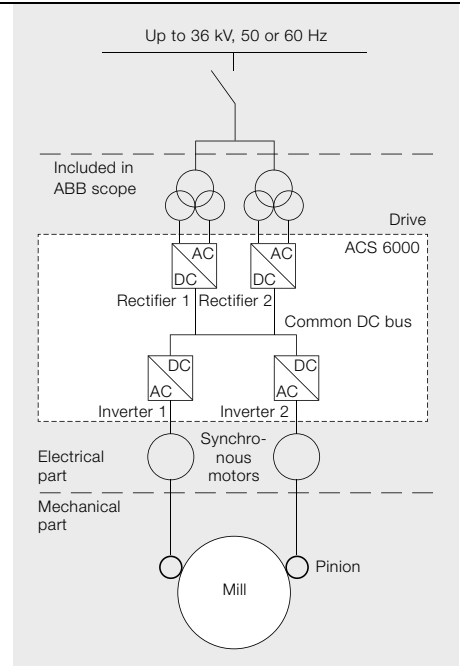 Up to 36 kV, 50 or 60 Hz
Included in
ABB scope
Drive
ACS 6000
AC
DC
AC
DC
Rectifier 1
Rectifier 2
Common DC bus
DC
AC
DC
AC
Inverter 1
Inverter 2
Electrical
part
Synchro-
nous
motors
Mechanical
part
Mill
Pinion